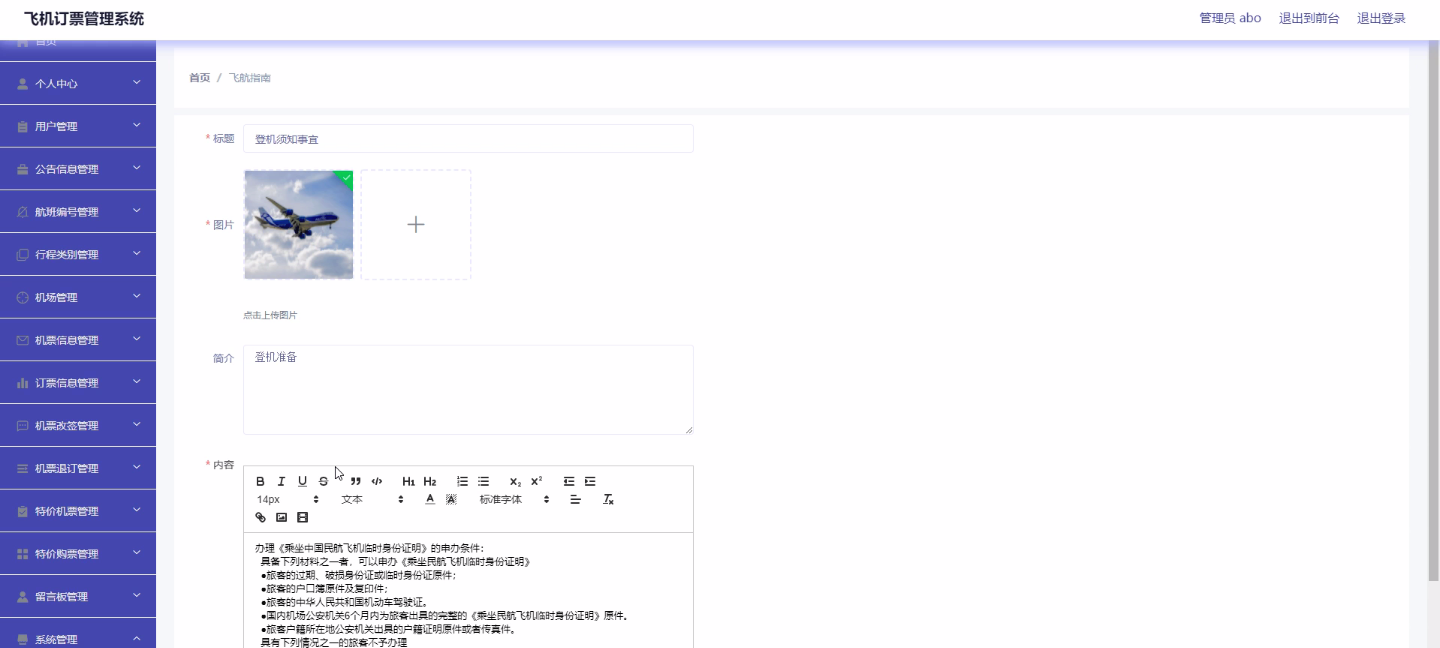 飞机订票管理系统
管理员 abo 退出到前台 退出登录
首页
个人中心
用户管理
公告信息管理
航班编号管理
行程类别管理
机场管理
机票信息管理
订票信息管理
机票改签管理
机票退订管理
特价机票管理
特价购票管理
留言板管理
系统管理
首页 / 飞航指南
* 标题 登机须知事宜
* 图片
点击上传图片
简介 登机准备
* 内容
B I U S ” </> H1 H2 X₂ X²
14px 文本 A A 标准字体 Tx
办理《乘坐中国民航飞机临时身份证明》的申办条件：
具备下列材料之一者，可以申办《乘坐民航飞机临时身份证明》
●旅客的过期、破损身份证或临时身份证原件；
●旅客的户口簿原件及复印件；
●旅客的中华人民共和国机动车驾驶证。
●国内机场公安机关6个月内为旅客出具的完整的《乘坐民航飞机临时身份证明》原件。
●旅客户籍所在地公安机关出具的户籍证明原件或者传真件。
具有下列情况之一的旅客不予办理